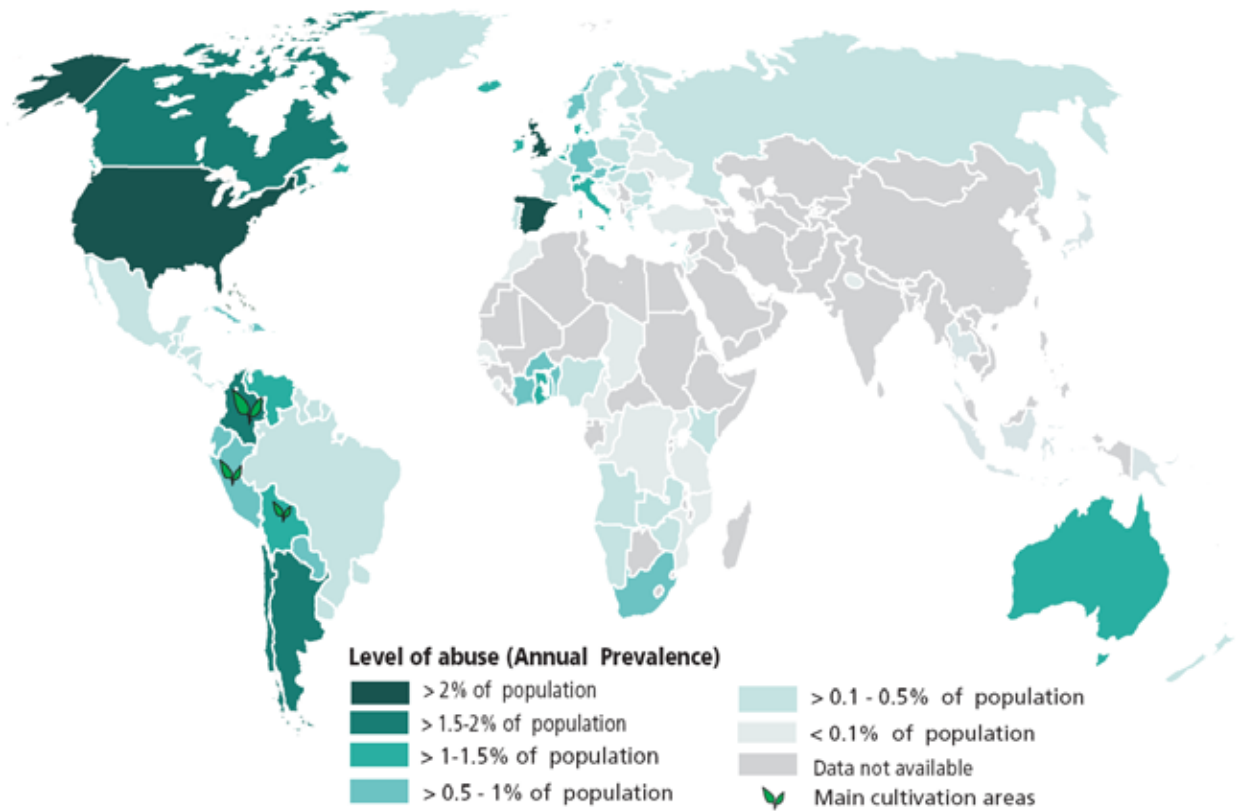 Level of abuse (Annual Prevalence)
> 2% of population
> 1.5-2% of population
> 1-1.5% of population
> 0.5 - 1% of population
> 0.1 - 0.5% of population
< 0.1% of population
Data not available
Main cultivation areas